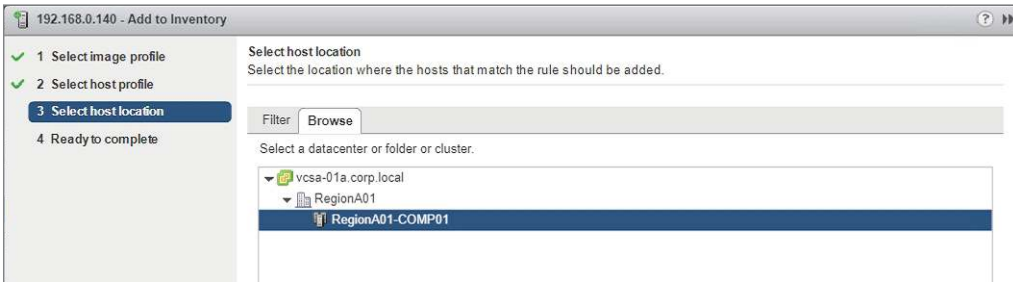 192.168.0.140 - Add to Inventory
1 Select image profile
2 Select host profile
3 Select host location
4 Ready to complete
Select host location
Select the location where the hosts that match the rule should be added.
Filter Browse
Select a datacenter or folder or cluster.
vcsa-01a.corp.local
RegionA01
RegionA01-COMP01